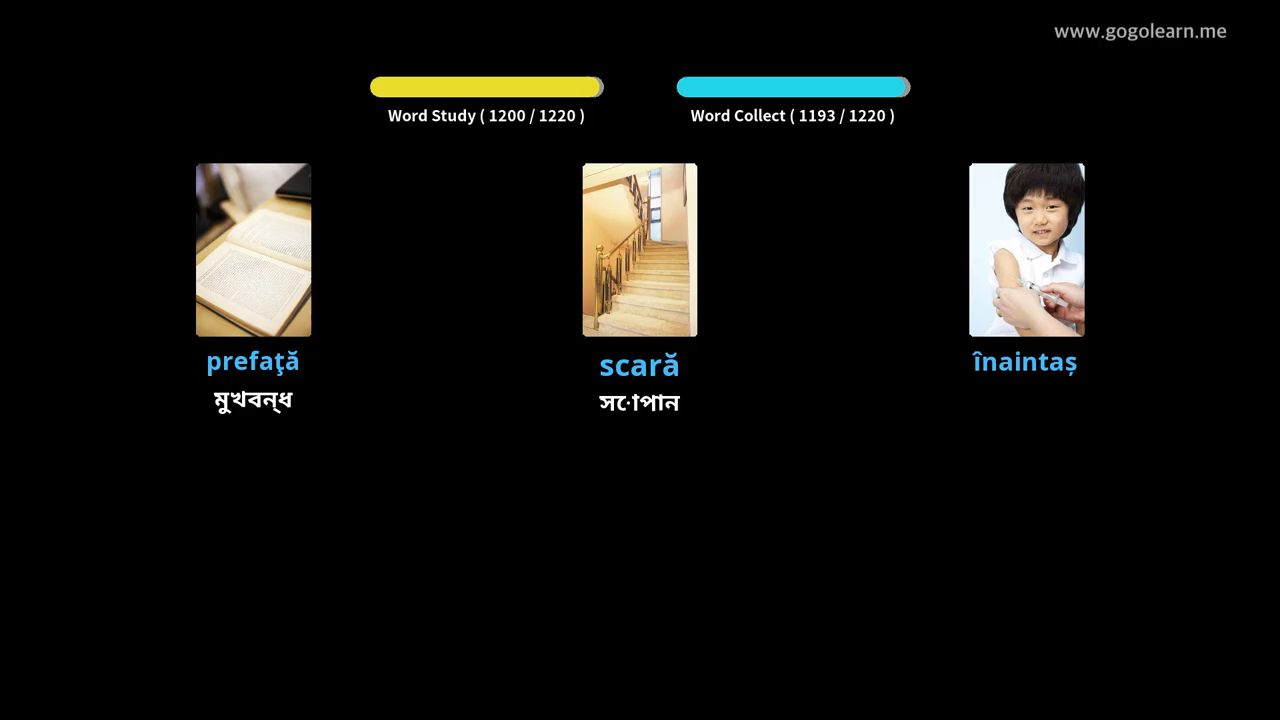 www.gogolearn.me
Word Study ( 1200 / 1220 )
Word Collect ( 1193 / 1220 )
prefaţă
scară
înaintaș
মুখবন্ধ
সোপান